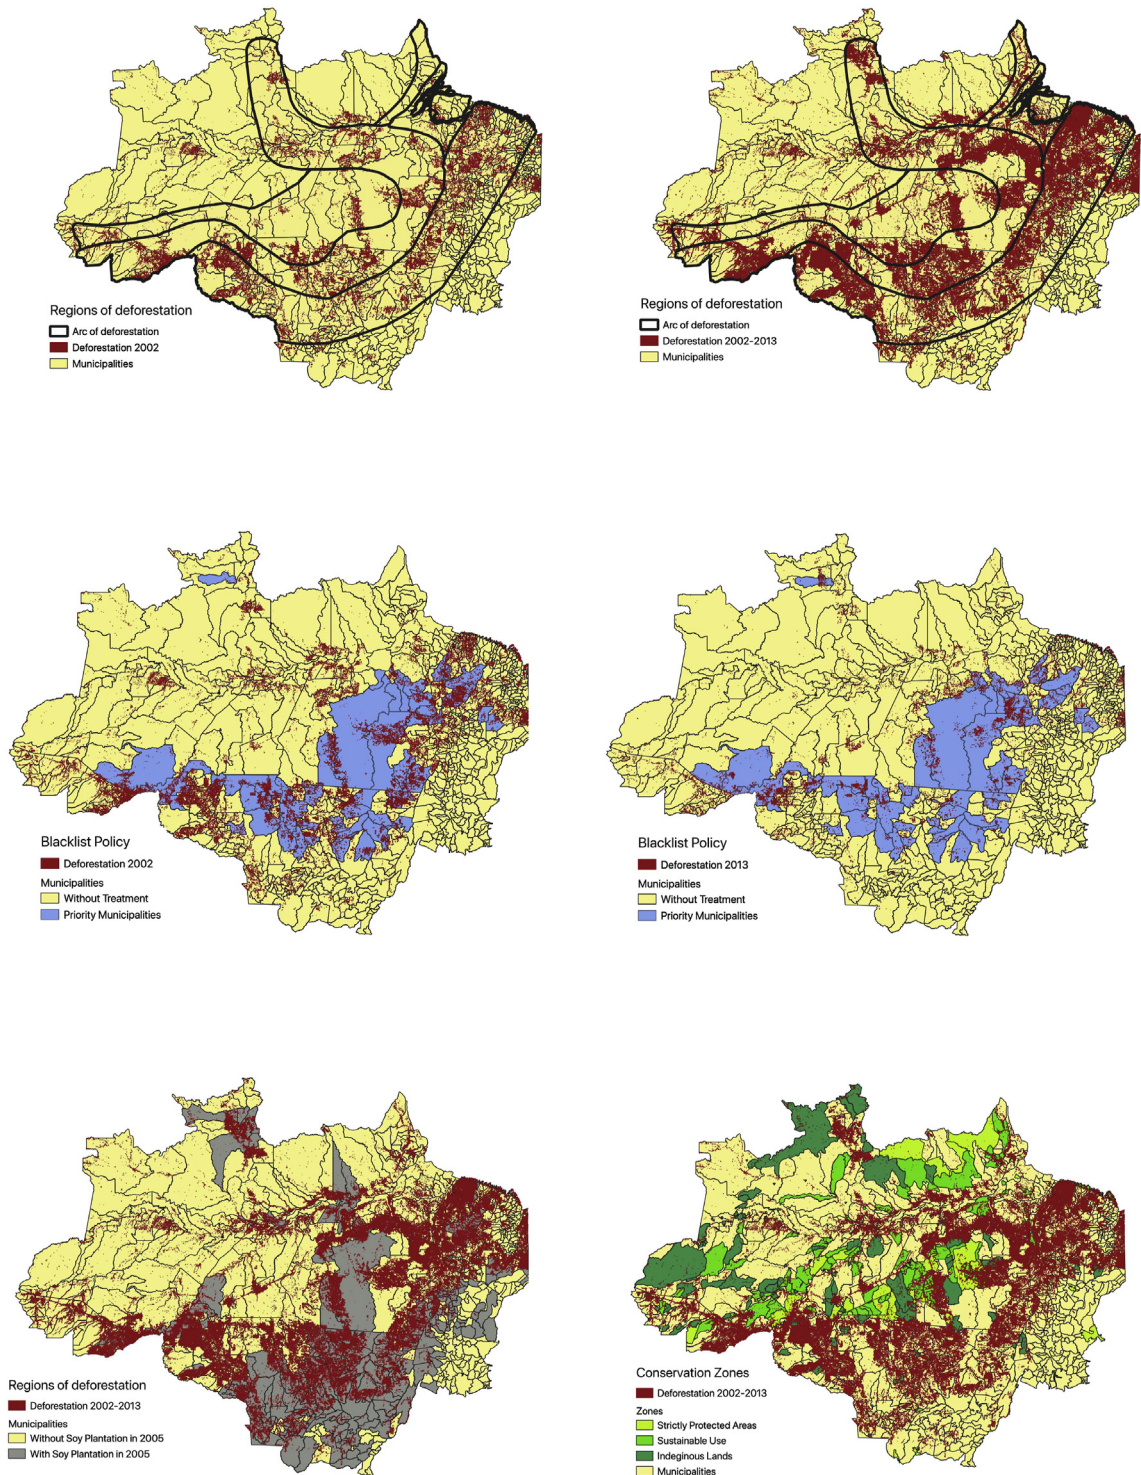 Regions of deforestation
Arc of deforestation
Deforestation 2002
Municipalities
Regions of deforestation
Arc of deforestation
Deforestation 2002-2013
Municipalities
Blacklist Policy
Deforestation 2002
Municipalities
Without Treatment
Priority Municipalities
Blacklist Policy
Deforestation 2013
Municipalities
Without Treatment
Priority Municipalities
Regions of deforestation
Deforestation 2002-2013
Municipalities
Without Soy Plantation in 2005
With Soy Plantation in 2005
Conservation Zones
Deforestation 2002-2013
Zones
Strictly Protected Areas
Sustainable Use
Indeginous Lands
Municipalities